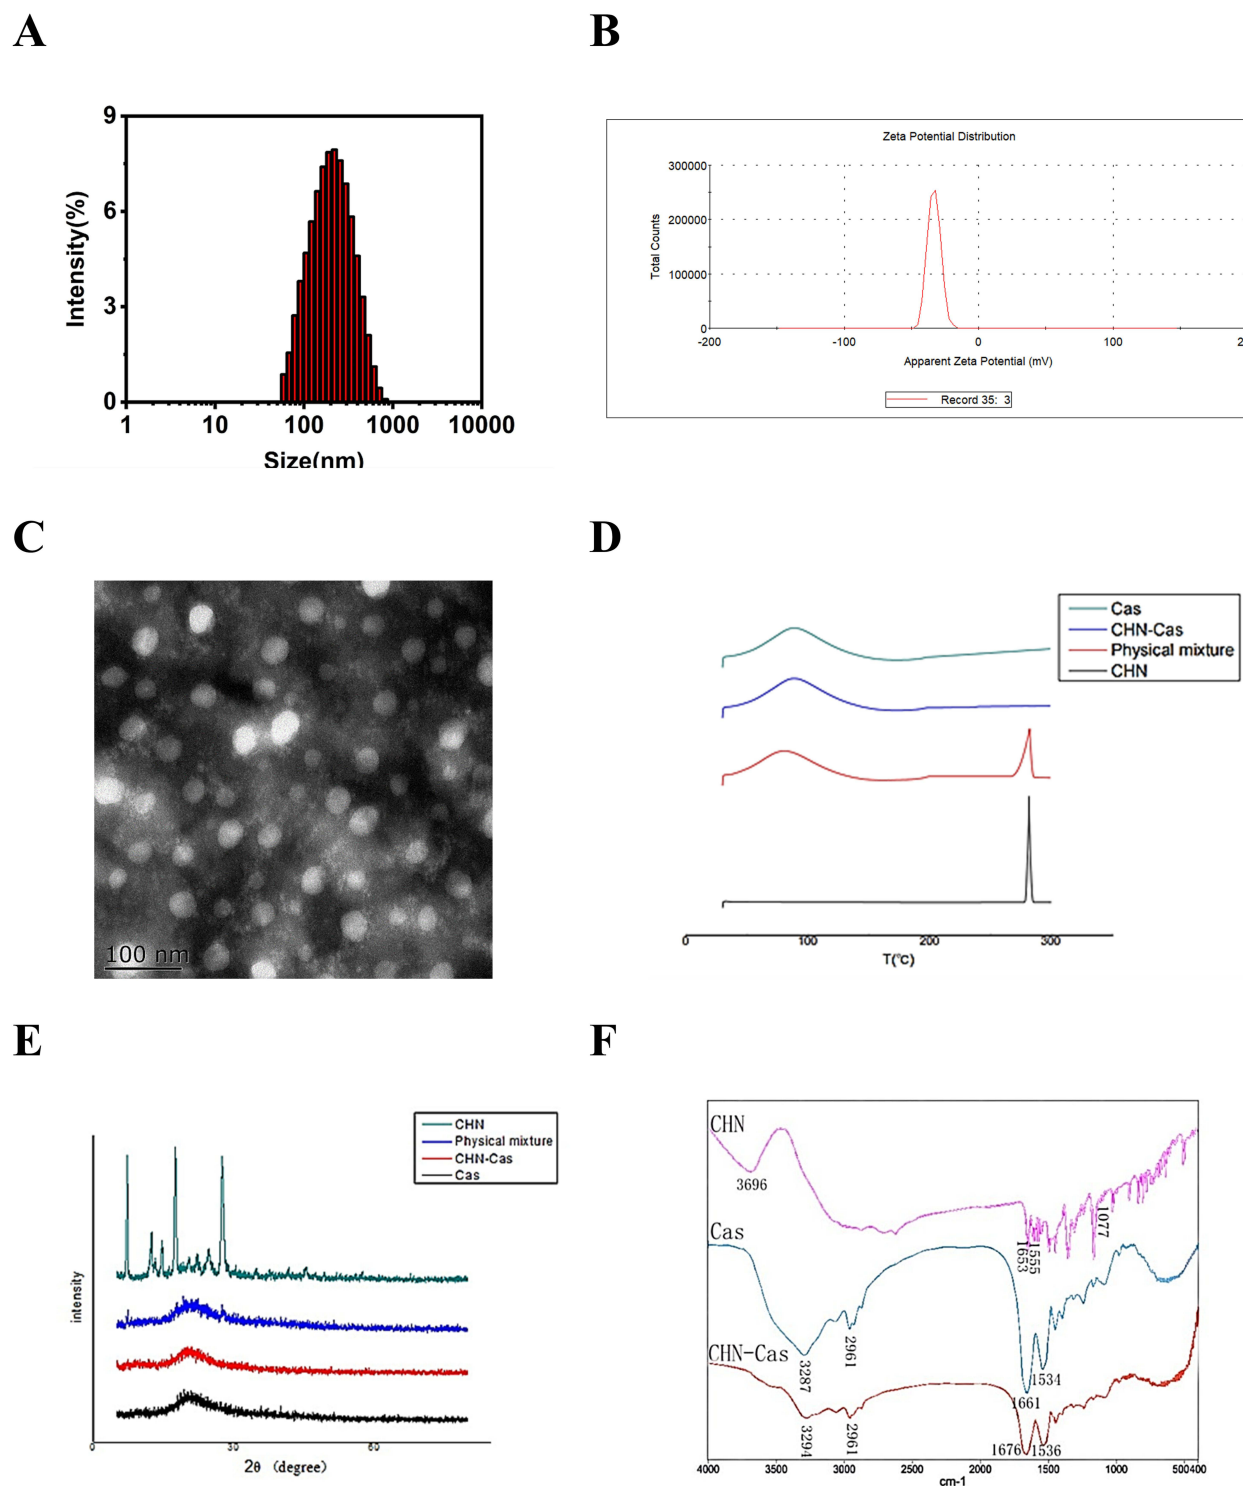 A
B
9
6
3
0
Intensity(%)
1
10
100
1000
10000
Size(nm)
Zeta Potential Distribution
300000
200000
100000
0
Total Counts
-200
-100
0
100
2
Apparent Zeta Potential (mV)
Record 35: 3
C
D
100 nm
Cas
CHN-Cas
Physical mixture
CHN
0
100
200
300
T(℃)
E
F
CHN
Physical mixture
CHN-Cas
Cas
intensity
0
30
60
2θ (degree)
CHN
3696
1653
1555
1077
Cas
3287
2961
1661
1534
CHN-Cas
3294
2961
1676
1536
4000
3500
3000
2500
2000
1500
1000
500400
cm-1